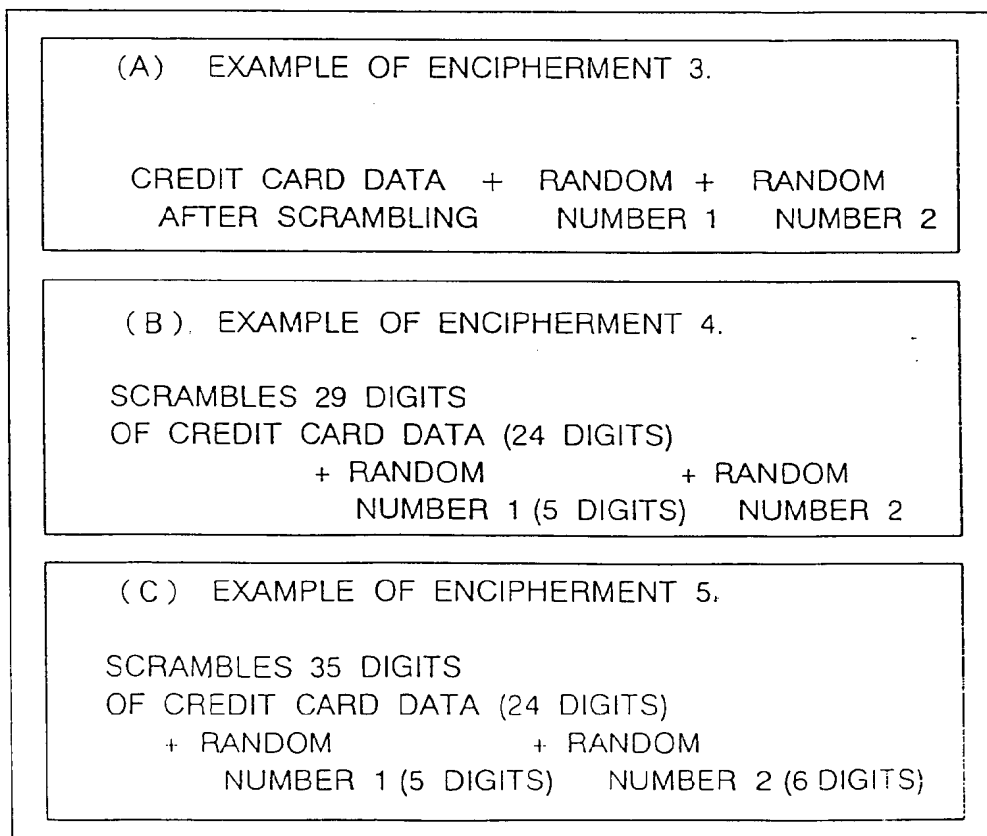 (A) EXAMPLE OF ENCIPHERMENT 3.
CREDIT CARD DATA + RANDOM + RANDOM
AFTER SCRAMBLING NUMBER 1 NUMBER 2
(B). EXAMPLE OF ENCIPHERMENT 4.
SCRAMBLES 29 DIGITS
OF CREDIT CARD DATA (24 DIGITS)
+ RANDOM + RANDOM
NUMBER 1 (5 DIGITS) NUMBER 2
(C) EXAMPLE OF ENCIPHERMENT 5.
SCRAMBLES 35 DIGITS
OF CREDIT CARD DATA (24 DIGITS)
+ RANDOM + RANDOM
NUMBER 1 (5 DIGITS) NUMBER 2 (6 DIGITS)